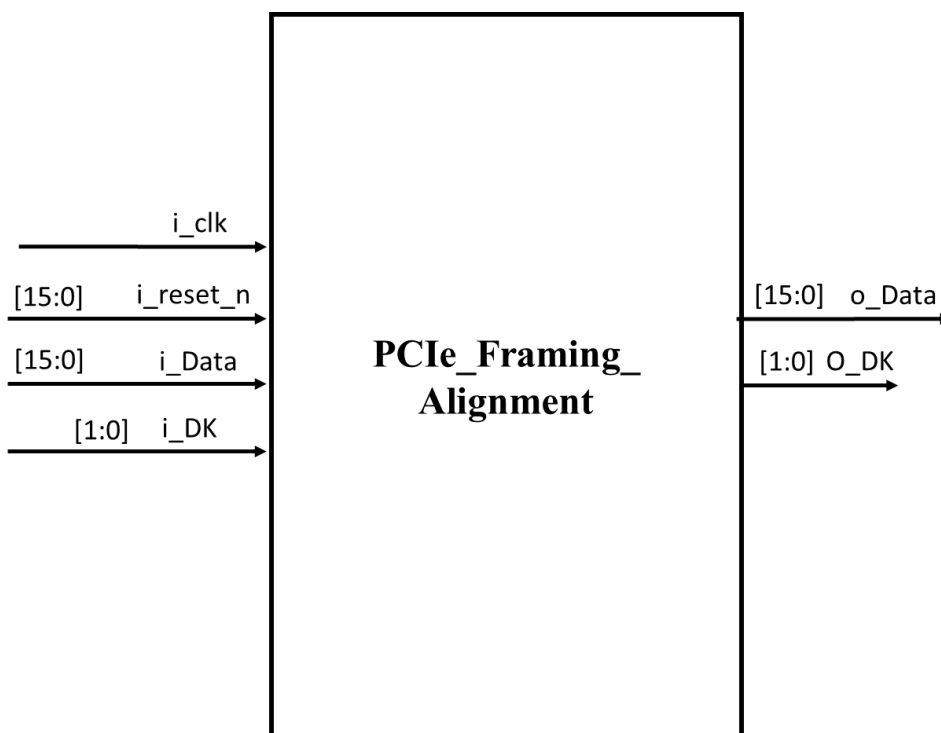 i_clk
[15:0] i_reset_n
[15:0] i_Data
[1:0] i_DK
PCIe_Framing_
Alignment
[15:0] o_Data
[1:0] O_DK